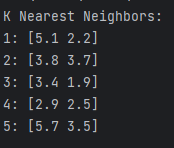 K Nearest Neighbors:
1: [5.1 2.2]
2: [3.8 3.7]
3: [3.4 1.9]
4: [2.9 2.5]
5: [5.7 3.5]